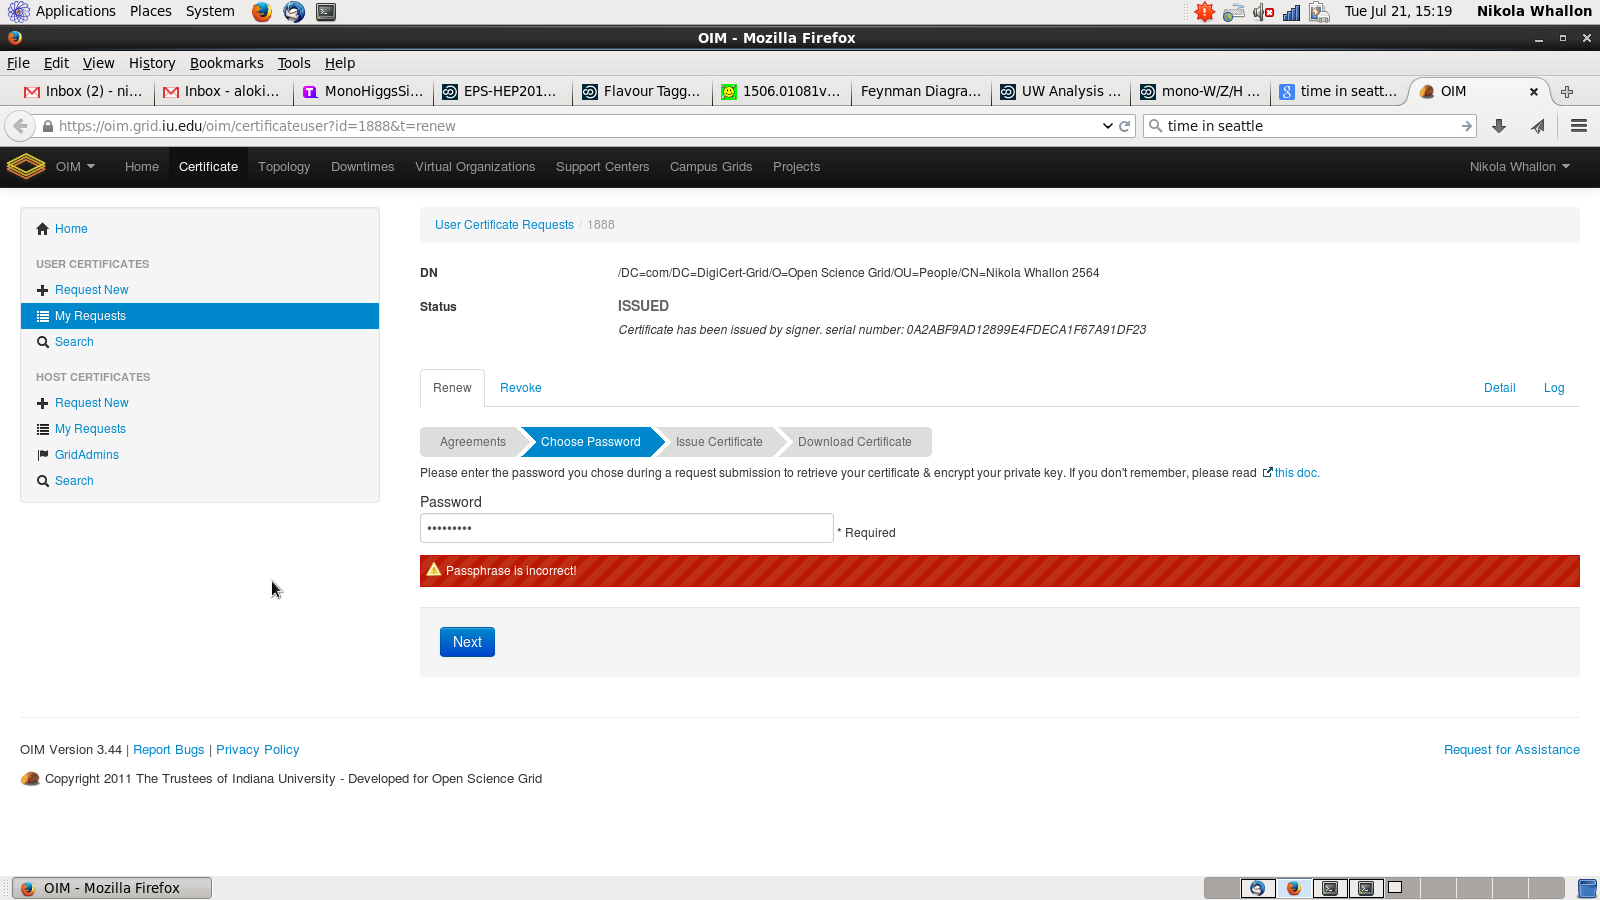 Applications Places System Tue Jul 21, 15:19 Nikola Whallon
OIM - Mozilla Firefox
File Edit View History Bookmarks Tools Help
Inbox (2) - ni... Inbox - aloki... MonoHiggsSi... EPS-HEP201... Flavour Tagg... 1506.01081v... Feynman Diagra... UW Analysis ... mono-W/Z/H ... time in seatt... OIM
https://oim.grid.iu.edu/oim/certificateuser?id=1888&t=renew time in seattle
OIM Home Certificate Topology Downtimes Virtual Organizations Support Centers Campus Grids Projects Nikola Whallon
Home
USER CERTIFICATES
Request New
My Requests
Search
HOST CERTIFICATES
Request New
My Requests
GridAdmins
Search
User Certificate Requests / 1888
DN /DC=com/DC=DigiCert-Grid/O=Open Science Grid/OU=People/CN=Nikola Whallon 2564
Status ISSUED
Certificate has been issued by signer. serial number: 0A2ABF9AD12899E4FDECA1F67A91DF23
Renew Revoke Detail Log
Agreements Choose Password Issue Certificate Download Certificate
Please enter the password you chose during a request submission to retrieve your certificate & encrypt your private key. If you don't remember, please read this doc.
Password
••••••••• * Required
Passphrase is incorrect!
Next
OIM Version 3.44 | Report Bugs | Privacy Policy Request for Assistance
Copyright 2011 The Trustees of Indiana University - Developed for Open Science Grid
OIM - Mozilla Firefox